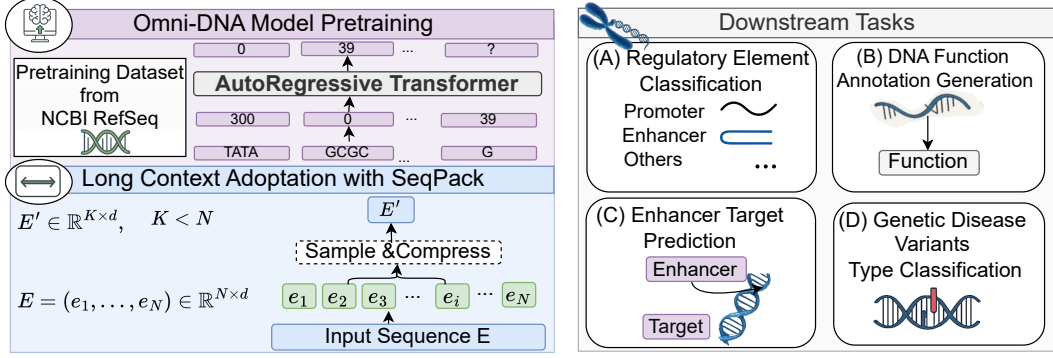 Omni-DNA Model Pretraining
Pretraining Dataset
from
NCBI RefSeq
0 39 ... ?
AutoRegressive Transformer
300 0 ... 39
TATA GCGC ... G
Long Context Adoption with SeqPack
E′ ∈ ℝ^{K×d}, K < N
E′
Sample &Compress
E = (e_1, . . . , e_N) ∈ ℝ^{N×d}
e_1 e_2 e_3 ... e_i ... e_N
Input Sequence E
Downstream Tasks
(A) Regulatory Element
Classification
Promoter
Enhancer
Others ...
(B) DNA Function
Annotation Generation
Function
(C) Enhancer Target
Prediction
Enhancer
Target
(D) Genetic Disease
Variants
Type Classification